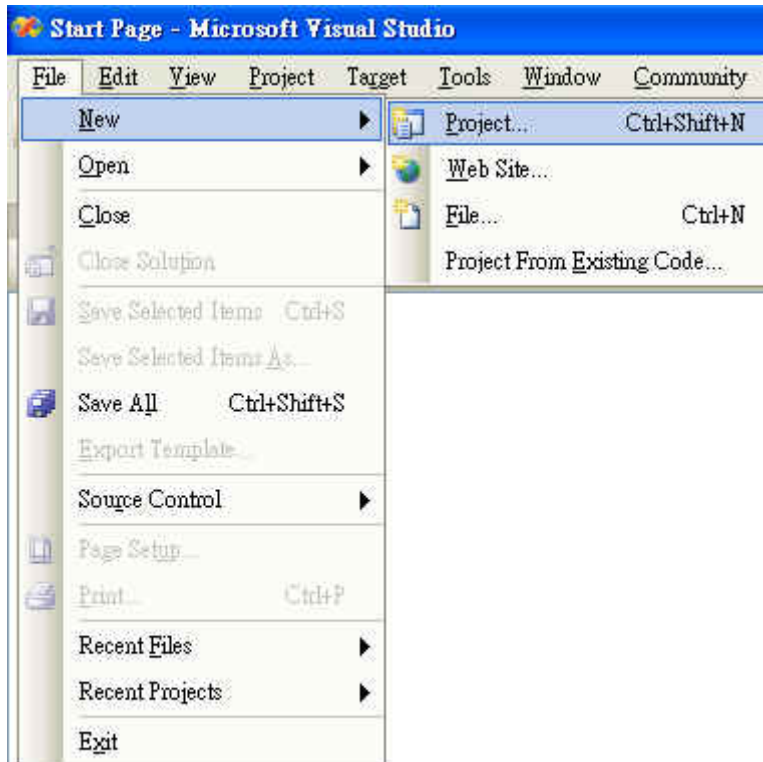 Start Page - Microsoft Visual Studio
File Edit View Project Target Tools Window Community
New
Open
Close
Close Solution
Save Selected Items Ctrl+S
Save Selected Items As...
Save All Ctrl+Shift+S
Export Template...
Source Control
Page Setup...
Print... Ctrl+P
Recent Files
Recent Projects
Exit
Project... Ctrl+Shift+N
Web Site...
File... Ctrl+N
Project From Existing Code...